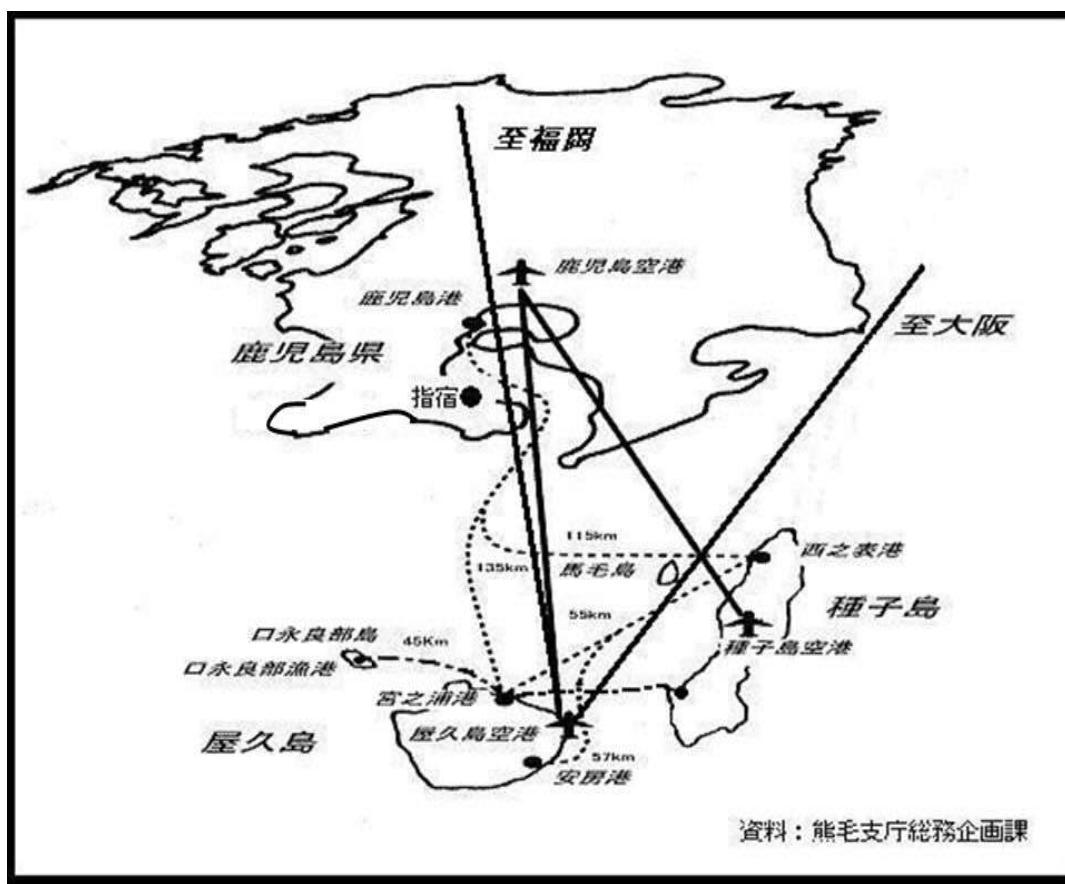 至福岡
鹿児島空港
鹿児島港
至大阪
鹿児島県
指宿
115km
西之表港
135km
馬毛島
種子島
55km
口永良部島
45Km
種子島空港
口永良部漁港
宮之浦港
屋久島空港
屋久島
57km
安房港
資料：熊毛支庁総務企画課